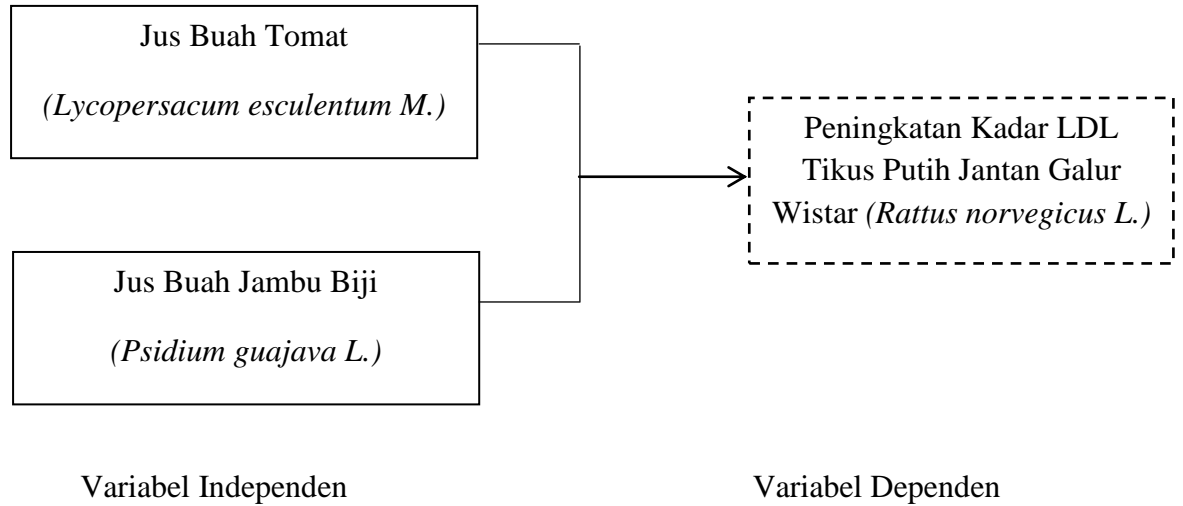 Jus Buah Tomat
(Lycopersacum esculentum M.)
Peningkatan Kadar LDL
Tikus Putih Jantan Galur
Wistar (Rattus norvegicus L.)
Jus Buah Jambu Biji
(Psidium guajava L.)
Variabel Independen
Variabel Dependen